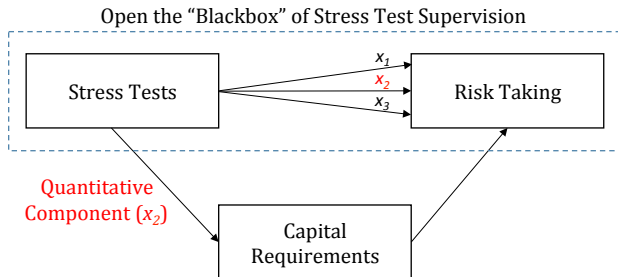 Open the “Blackbox” of Stress Test Supervision
Stress Tests
x1
x2
x3
Risk Taking
Quantitative
Component (x2)
Capital
Requirements